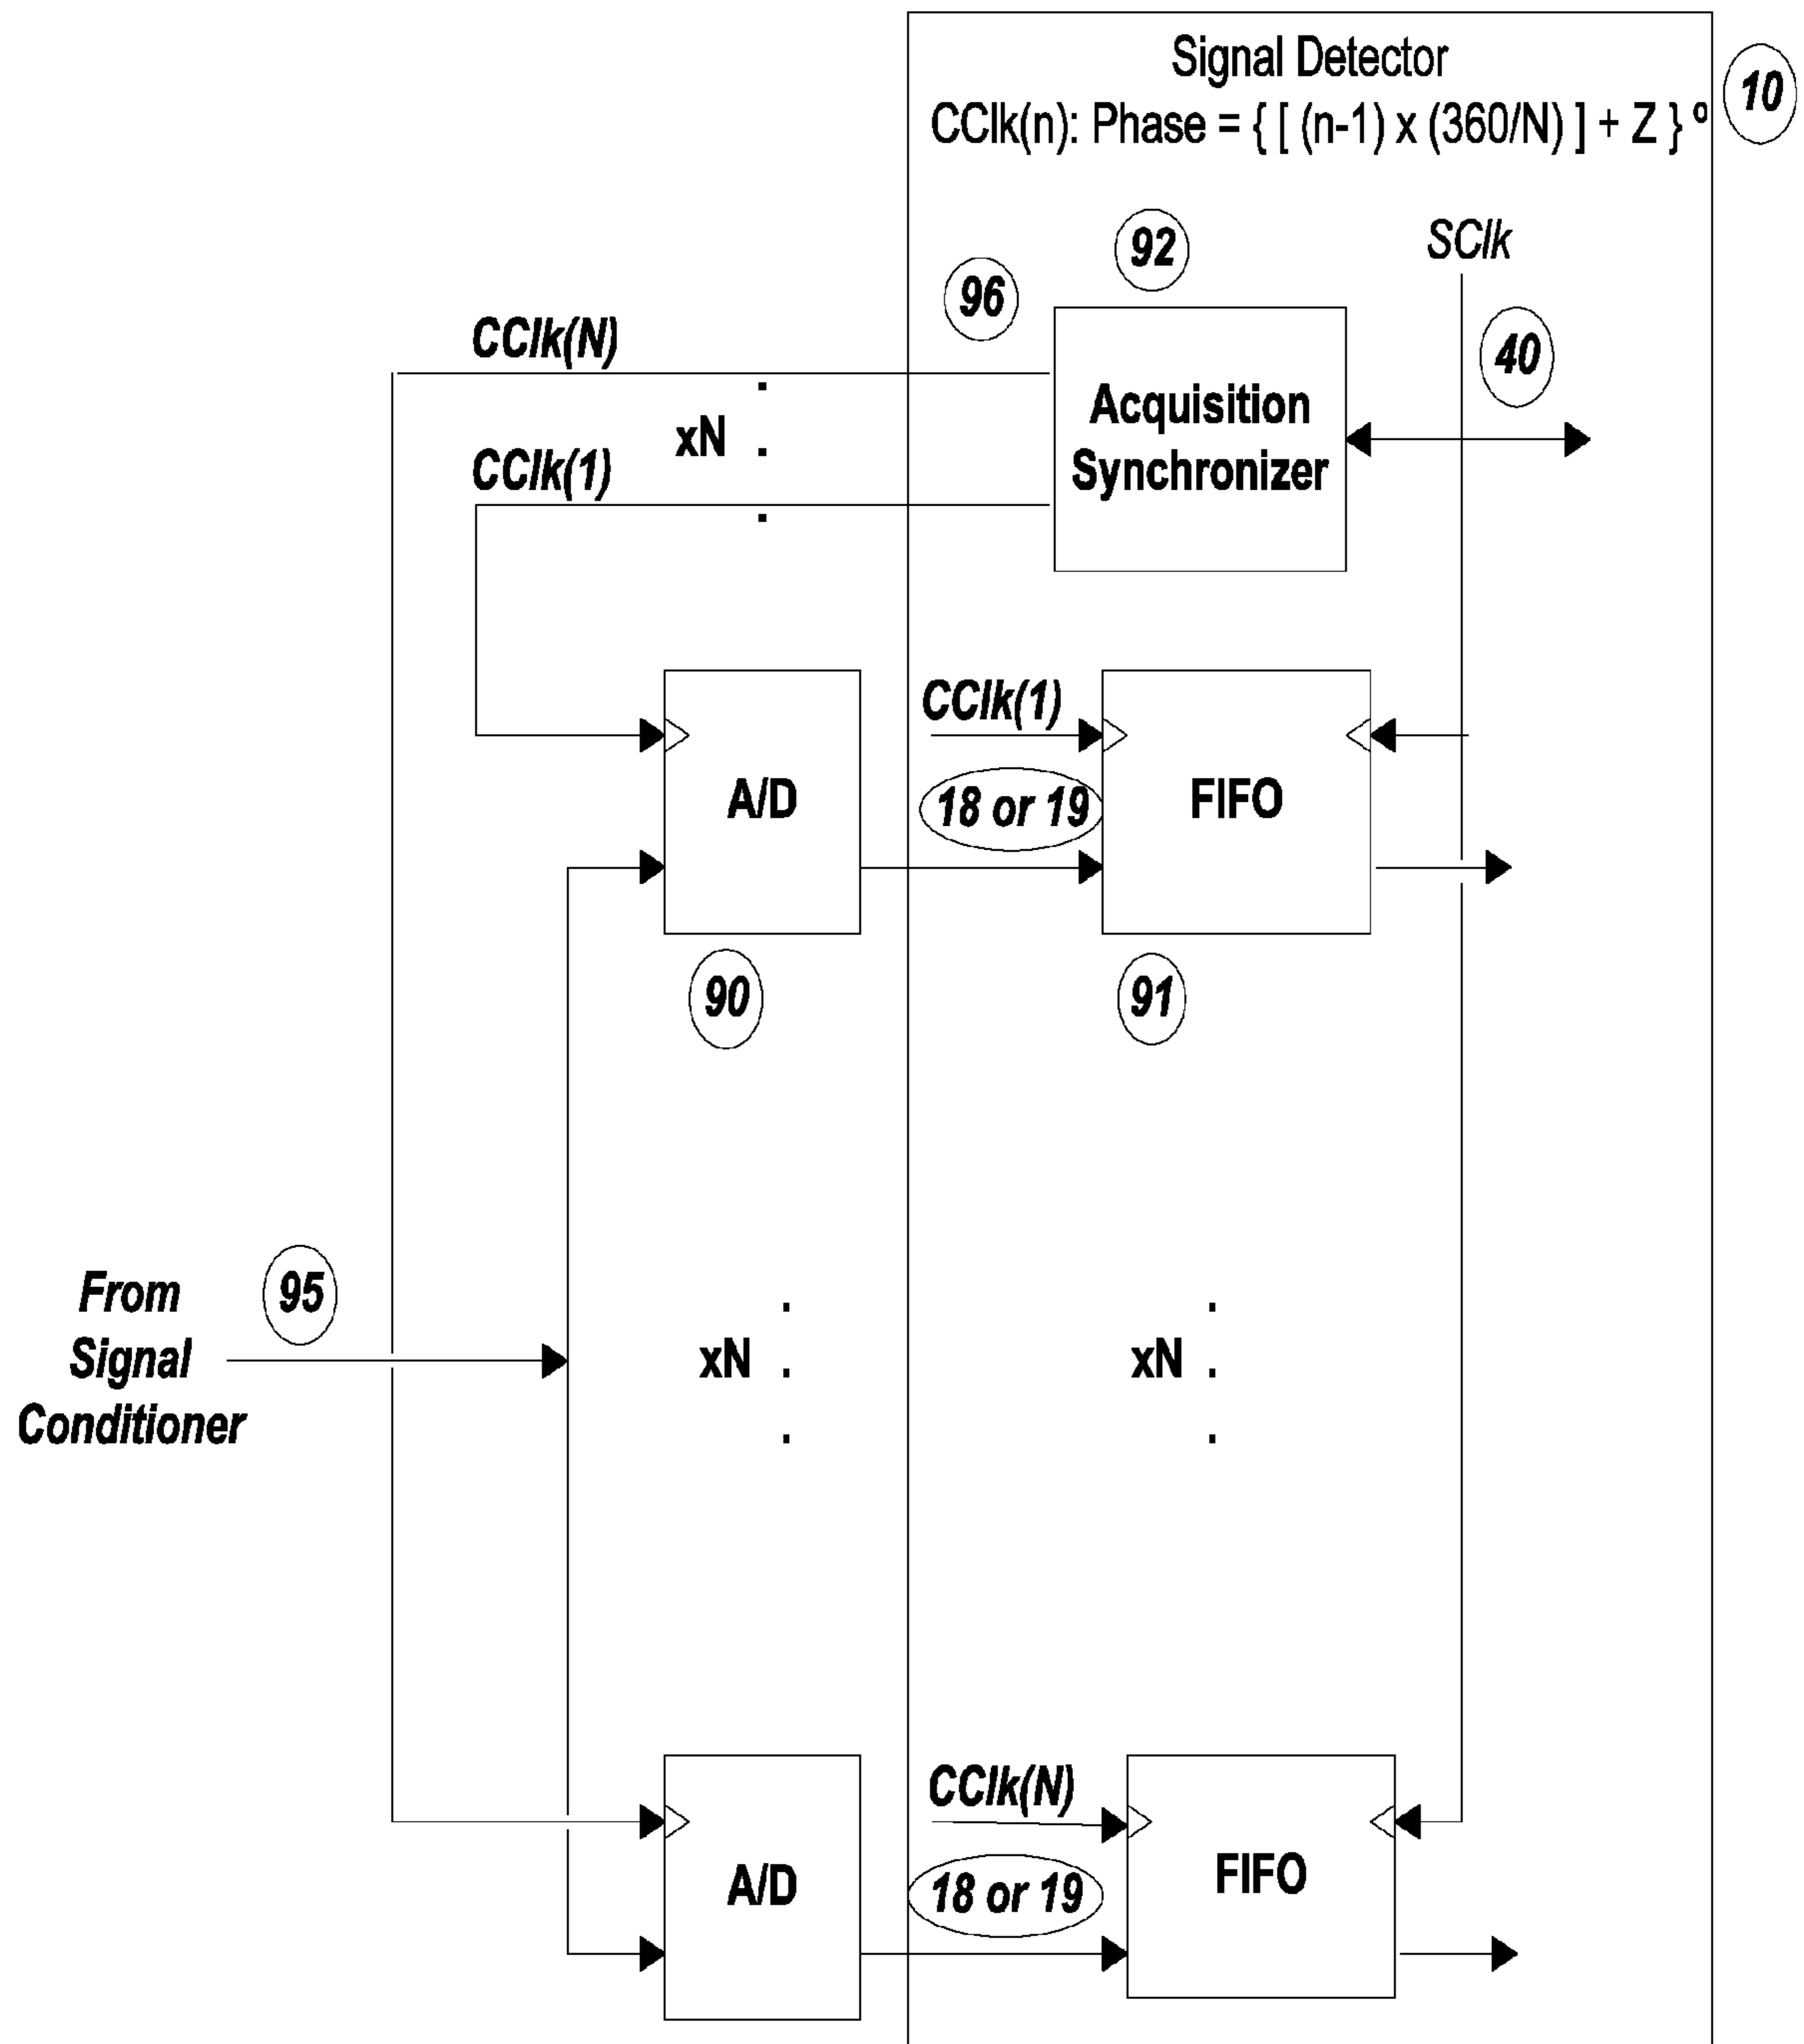 Signal Detector
10
CClk(n): Phase = { [ (n-1) x (360/N) ] + Z } º
92
SClk
96
CClk(N)
40
xN
Acquisition
Synchronizer
CClk(1)
CClk(1)
A/D
18 or 19
FIFO
90
91
From
Signal
Conditioner
95
xN
xN
CClk(N)
A/D
18 or 19
FIFO